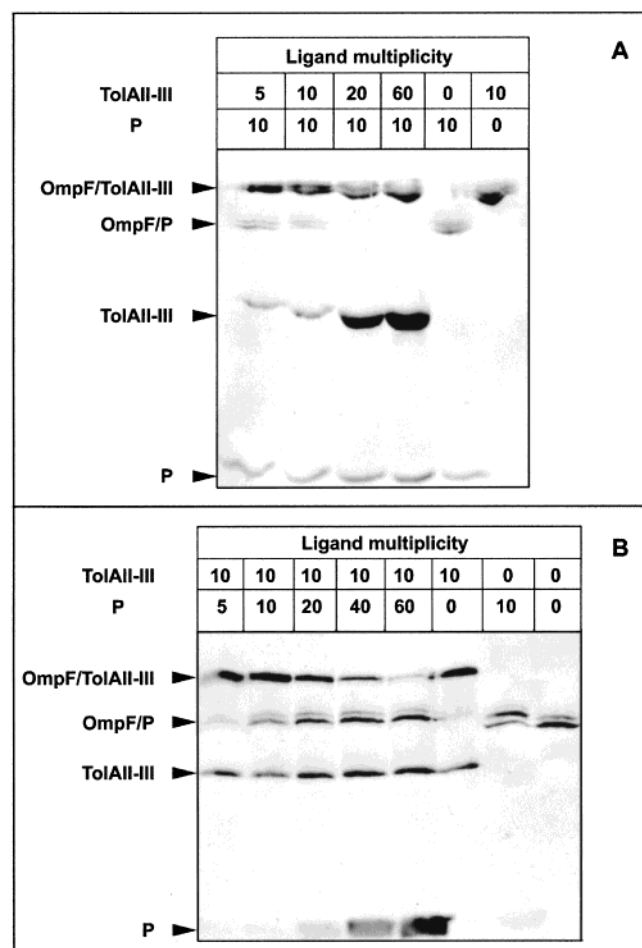 A
Ligand multiplicity
TolAII-III 5 10 20 60 0 10
P 10 10 10 10 10 0
OmpF/TolAII-III
OmpF/P
TolAII-III
P
B
Ligand multiplicity
TolAII-III 10 10 10 10 10 10 0 0
P 5 10 20 40 60 0 10 0
OmpF/TolAII-III
OmpF/P
TolAII-III
P